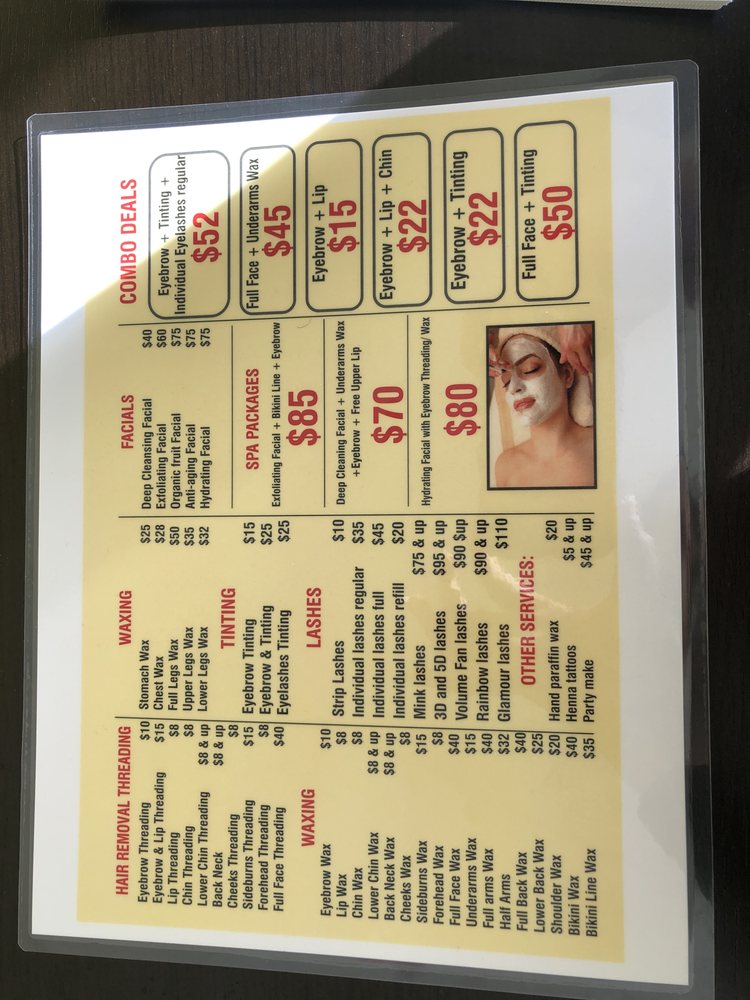 HAIR REMOVAL THREADING
Eyebrow Threading $10
Eyebrow & Lip Threading $15
Lip Threading $8
Chin Threading $8
Lower Chin Threading $8 & up
Back Neck $8 & up
Cheeks Threading $8
Sideburns Threading $15
Forehead Threading $8
Full Face Threading $40
WAXING
Eyebrow Wax $10
Lip Wax $8
Chin Wax $8
Lower Chin Wax $8 & up
Back Neck Wax $8 & up
Cheeks Wax $8
Sideburns Wax $15
Forehead Wax $8
Full Face Wax $40
Underarms Wax $15
Full arms Wax $40
Half Arms $32
Full Back Wax $40
Lower Back Wax $25
Shoulder Wax $20
Bikini Wax $40
Bikini Line Wax $35
WAXING
Stomach Wax $25
Chest Wax $28
Full Legs Wax $50
Upper Legs Wax $35
Lower Legs Wax $32
TINTING
Eyebrow Tinting $15
Eyebrow & Tinting $25
Eyelashes Tinting $25
LASHES
Strip Lashes $10
Individual lashes regular $35
Individual lashes full $45
Individual lashes refill $20
Mink lashes $75 & up
3D and 5D lashes $95 & up
Volume Fan lashes $90 $up
Rainbow lashes $90 & up
Glamour lashes $110
OTHER SERVICES:
Hand paraffin wax $20
Henna tattoos $5 & up
Party make $45 & up
FACIALS
Deep Cleansing Facial $40
Exfoliating Facial $60
Organic fruit Facial $75
Anti-aging Facial $75
Hydrating Facial $75
SPA PACKAGES
Exfoliating Facial + Bikini Line + Eyebrow
$85
Deep Cleaning Facial + Underarms Wax
+Eyebrow + Free Upper Lip
$70
Hydrating Facial with Eyebrow Threading/ Wax
$80
COMBO DEALS
Eyebrow + Tinting +
Individual Eyelashes regular
$52
Full Face + Underarms Wax
$45
Eyebrow + Lip
$15
Eyebrow + Lip + Chin
$22
Eyebrow + Tinting
$22
Full Face + Tinting
$50